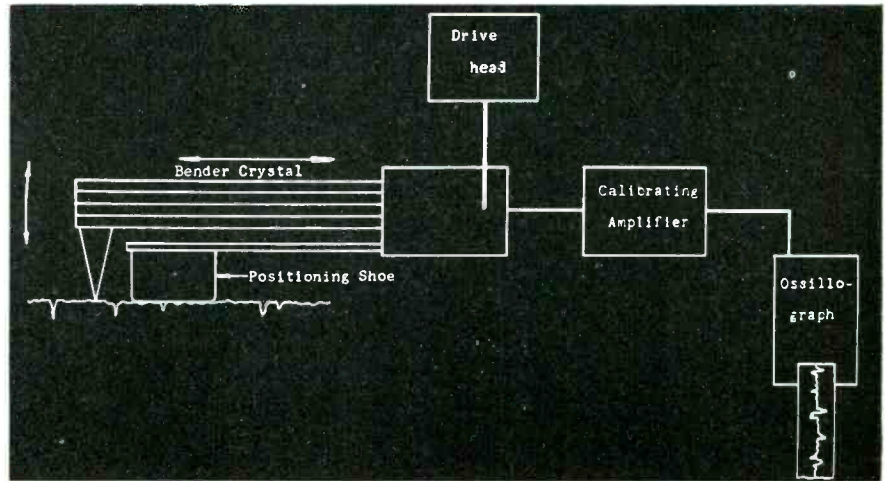 Drive
head
Bender Crystal
Calibrating
Amplifier
Positioning Shoe
Ossillo-
graph